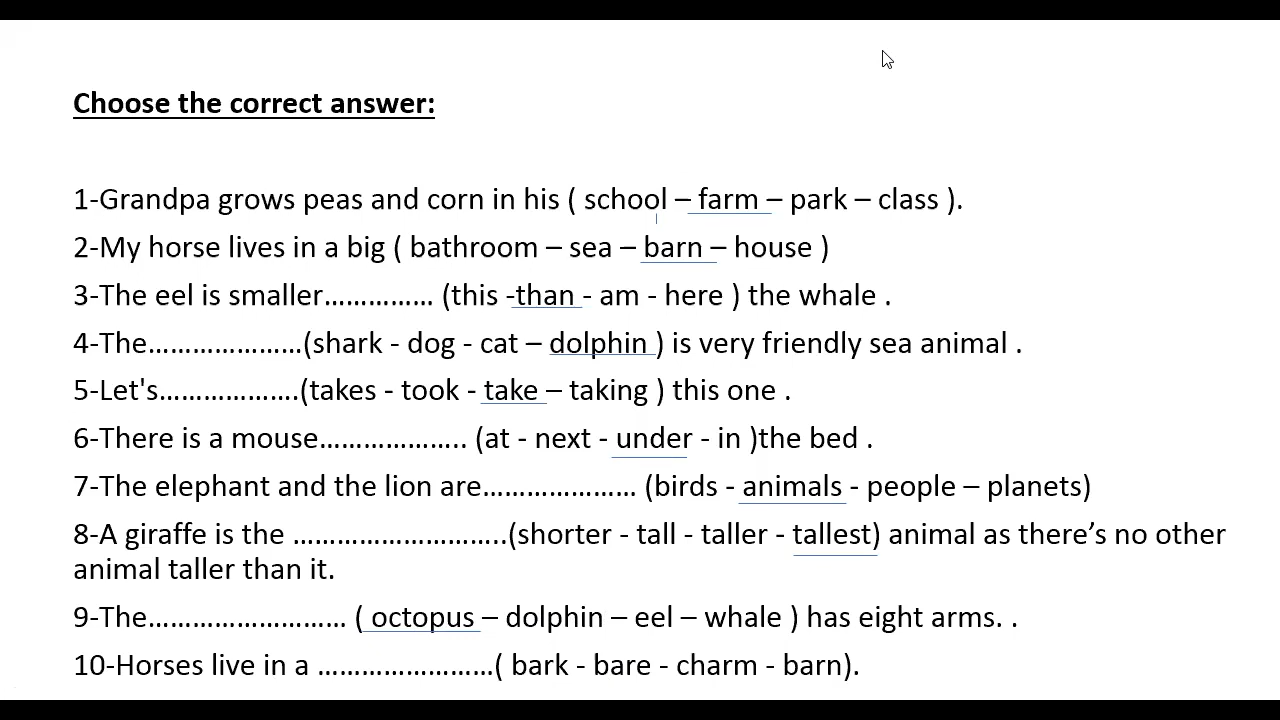 Choose the correct answer:
1-Grandpa grows peas and corn in his ( school – farm – park – class ).
2-My horse lives in a big ( bathroom – sea – barn – house )
3-The eel is smaller…………… (this -than - am - here ) the whale .
4-The…………………(shark - dog - cat – dolphin ) is very friendly sea animal .
5-Let's……………….(takes - took - take – taking ) this one .
6-There is a mouse……………….. (at - next - under - in )the bed .
7-The elephant and the lion are………………… (birds - animals - people – planets)
8-A giraffe is the ………………………..(shorter - tall - taller - tallest) animal as there’s no other
animal taller than it.
9-The……………………… ( octopus – dolphin – eel – whale ) has eight arms. .
10-Horses live in a ……………………( bark - bare - charm - barn).